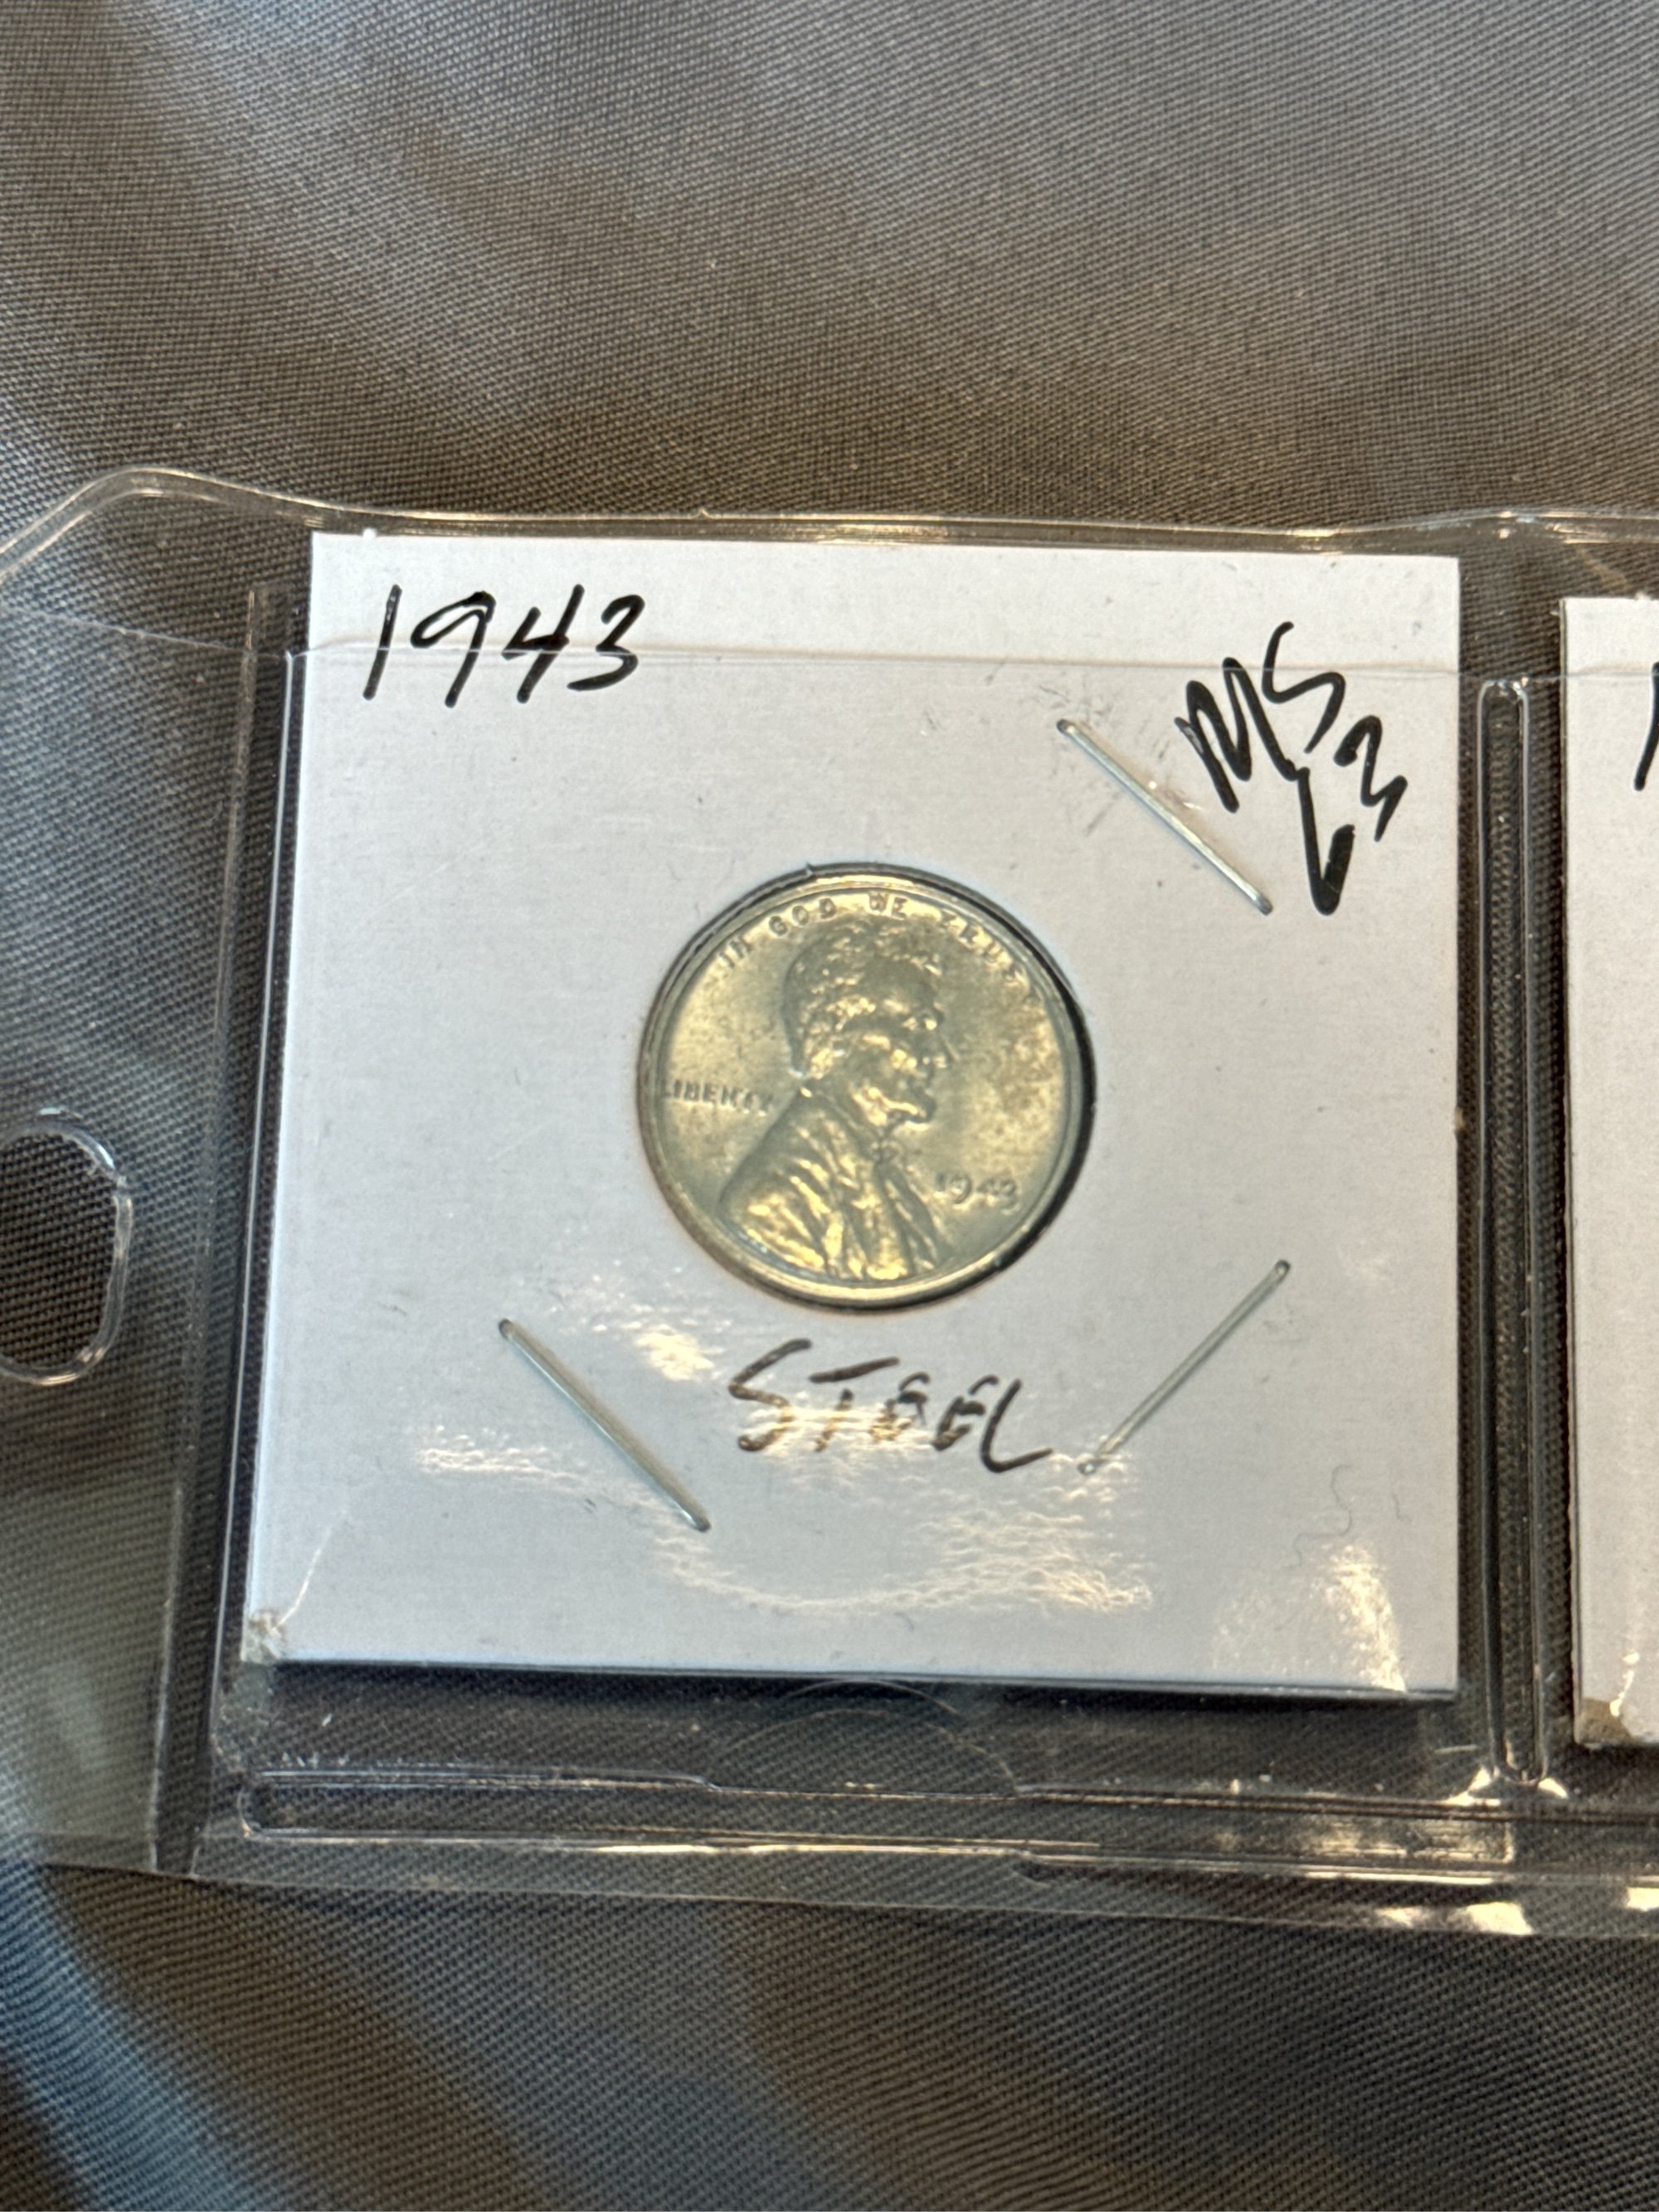 1943
MS
63
IN GOD WE TRUST
LIBERTY
1943
STEEL